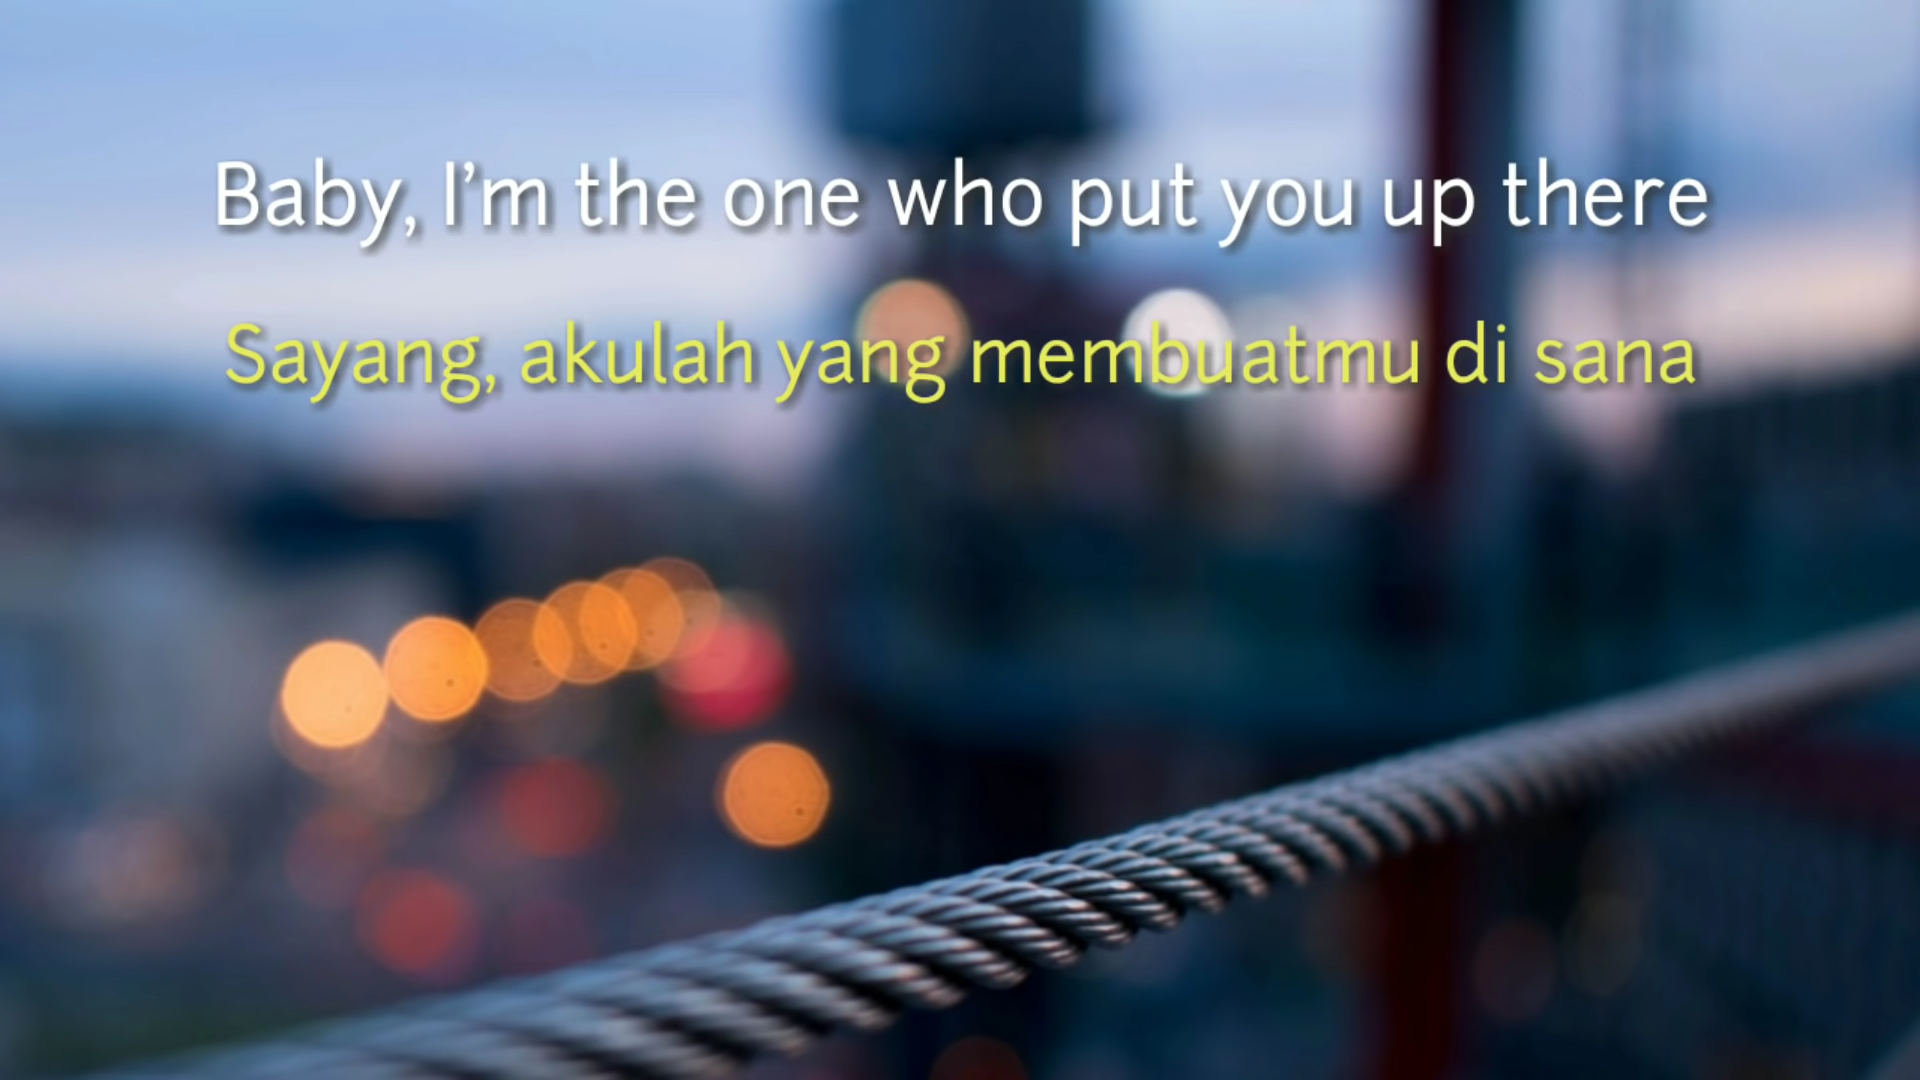 Baby, I’m the one who put you up there
Sayang, akulah yang membuatmu di sana